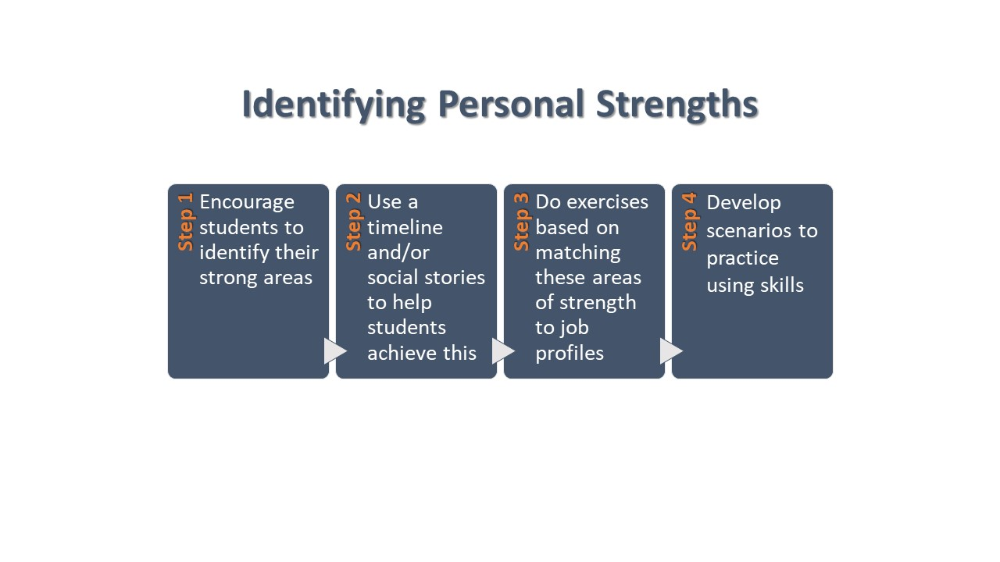 Identifying Personal Strengths
Step 1
Encourage
students to
identify their
strong areas
Step 2
Use a
timeline
and/or
social stories
to help
students
achieve this
Step 3
Do exercises
based on
matching
these areas
of strength
to job
profiles
Step 4
Develop
scenarios to
practice
using skills